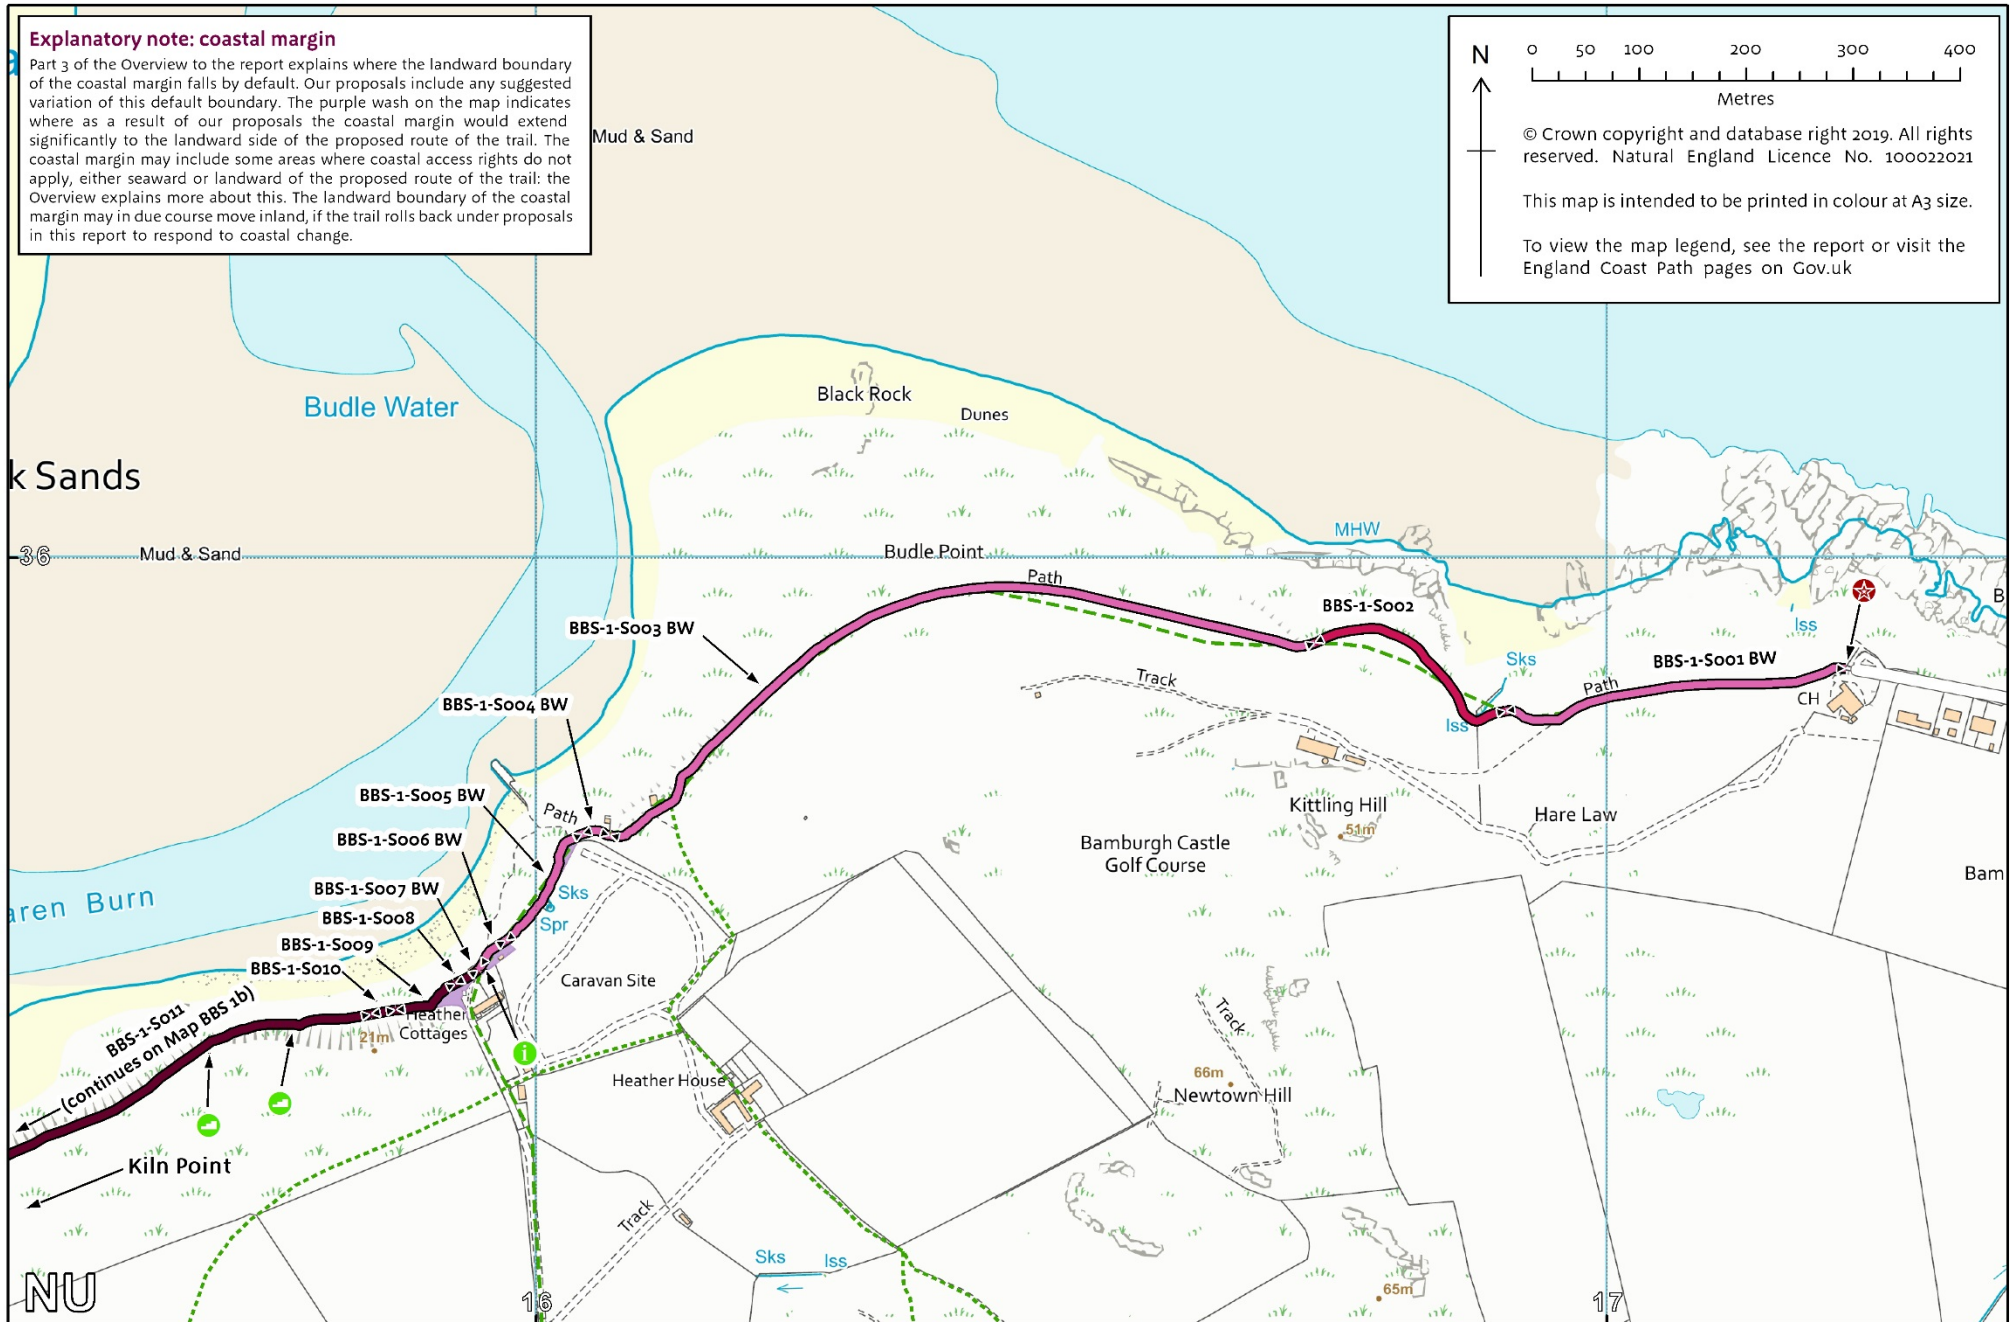 Explanatory note: coastal margin
Part 3 of the Overview to the report explains where the landward boundary
of the coastal margin falls by default. Our proposals include any suggested
variation of this default boundary. The purple wash on the map indicates
where as a result of our proposals the coastal margin would extend
significantly to the landward side of the proposed route of the trail. The
coastal margin may include some areas where coastal access rights do not
apply, either seaward or landward of the proposed route of the trail: the
Overview explains more about this. The landward boundary of the coastal
margin may in due course move inland, if the trail rolls back under proposals
in this report to respond to coastal change.
N
0 50 100 200 300 400
Metres
© Crown copyright and database right 2019. All rights
reserved. Natural England Licence No. 100022021
This map is intended to be printed in colour at A3 size.
To view the map legend, see the report or visit the
England Coast Path pages on Gov.uk
Mud & Sand
Budle Water
Black Rock
Dunes
k Sands
MHW
36
Mud & Sand
Budle Point
Path
B
BBS-1-S002
Iss
BBS-1-S003 BW
Sks
BBS-1-S001 BW
Track
Path
CH
BBS-1-S004 BW
Iss
BBS-1-S005 BW
Path
Kittling Hill
51m
Hare Law
BBS-1-S006 BW
Bamburgh Castle
Golf Course
Bam
BBS-1-S007 BW
Sks
aren Burn
BBS-1-S008
Spr
BBS-1-S009
BBS-1-S010
Caravan Site
BBS-1-S011
(continues on Map BBS 1b)
Heather
Cottages
21m
Track
i
Heather House
66m
Newtown Hill
Kiln Point
Track
Sks
Iss
NU
16
65m
17